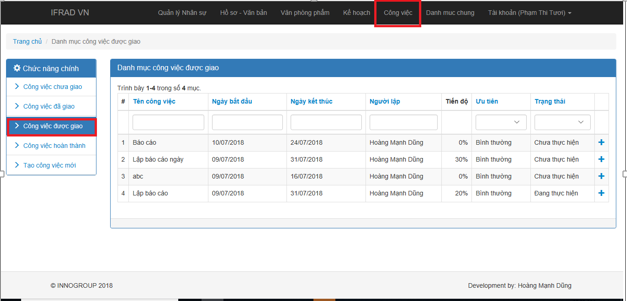 IFRAD VN Quản lý Nhân sự Hồ sơ - Văn bản Văn phòng phẩm Kế hoạch Công việc Danh mục chung Tài khoản (Phạm Thị Tươi)
Trang chủ / Danh mục công việc được giao
Chức năng chính
Công việc chưa giao
Công việc đã giao
Công việc được giao
Công việc hoàn thành
Tạo công việc mới
Danh mục công việc được giao
Trình bày 1-4 trong số 4 mục.
# Tên công việc Ngày bắt đầu Ngày kết thúc Người lập Tiến độ Ưu tiên Trạng thái
1 Báo cáo 10/07/2018 24/07/2018 Hoàng Mạnh Dũng 0% Bình thường Chưa thực hiện
2 Lập báo cáo ngày 09/07/2018 31/07/2018 Hoàng Mạnh Dũng 30% Bình thường Chưa thực hiện
3 abc 09/07/2018 16/07/2018 Hoàng Mạnh Dũng 0% Bình thường Chưa thực hiện
4 Lập báo cáo 09/07/2018 31/07/2018 Hoàng Mạnh Dũng 20% Bình thường Đang thực hiện
© INNOGROUP 2018 Development by: Hoàng Mạnh Dũng